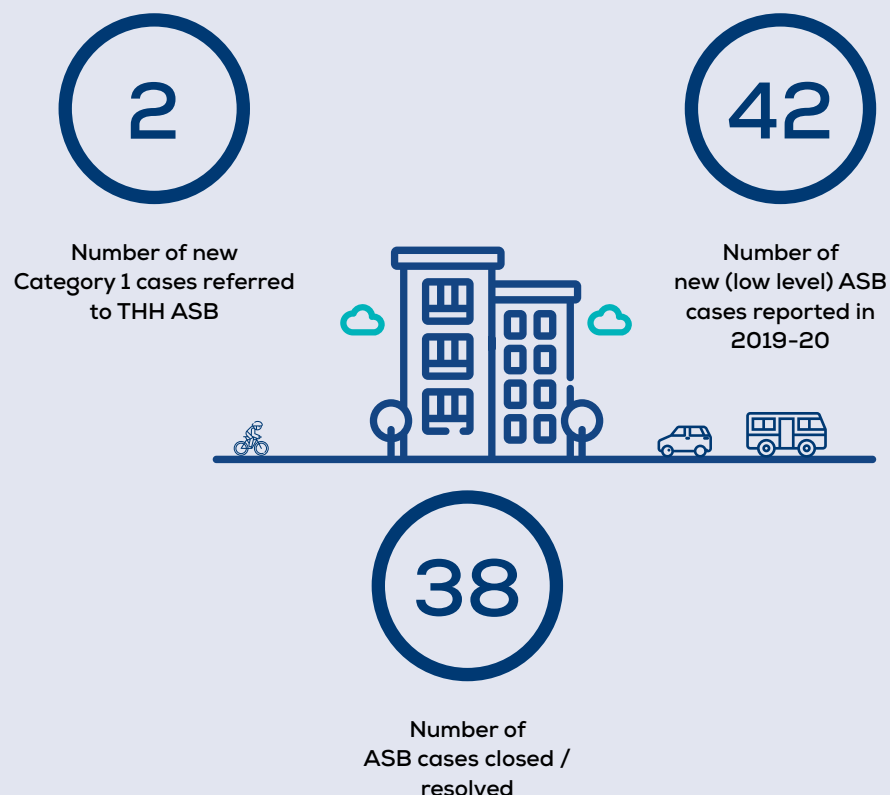 2
Number of new
Category 1 cases referred
to THH ASB
42
Number of
new (low level) ASB
cases reported in
2019-20
38
Number of
ASB cases closed /
resolved